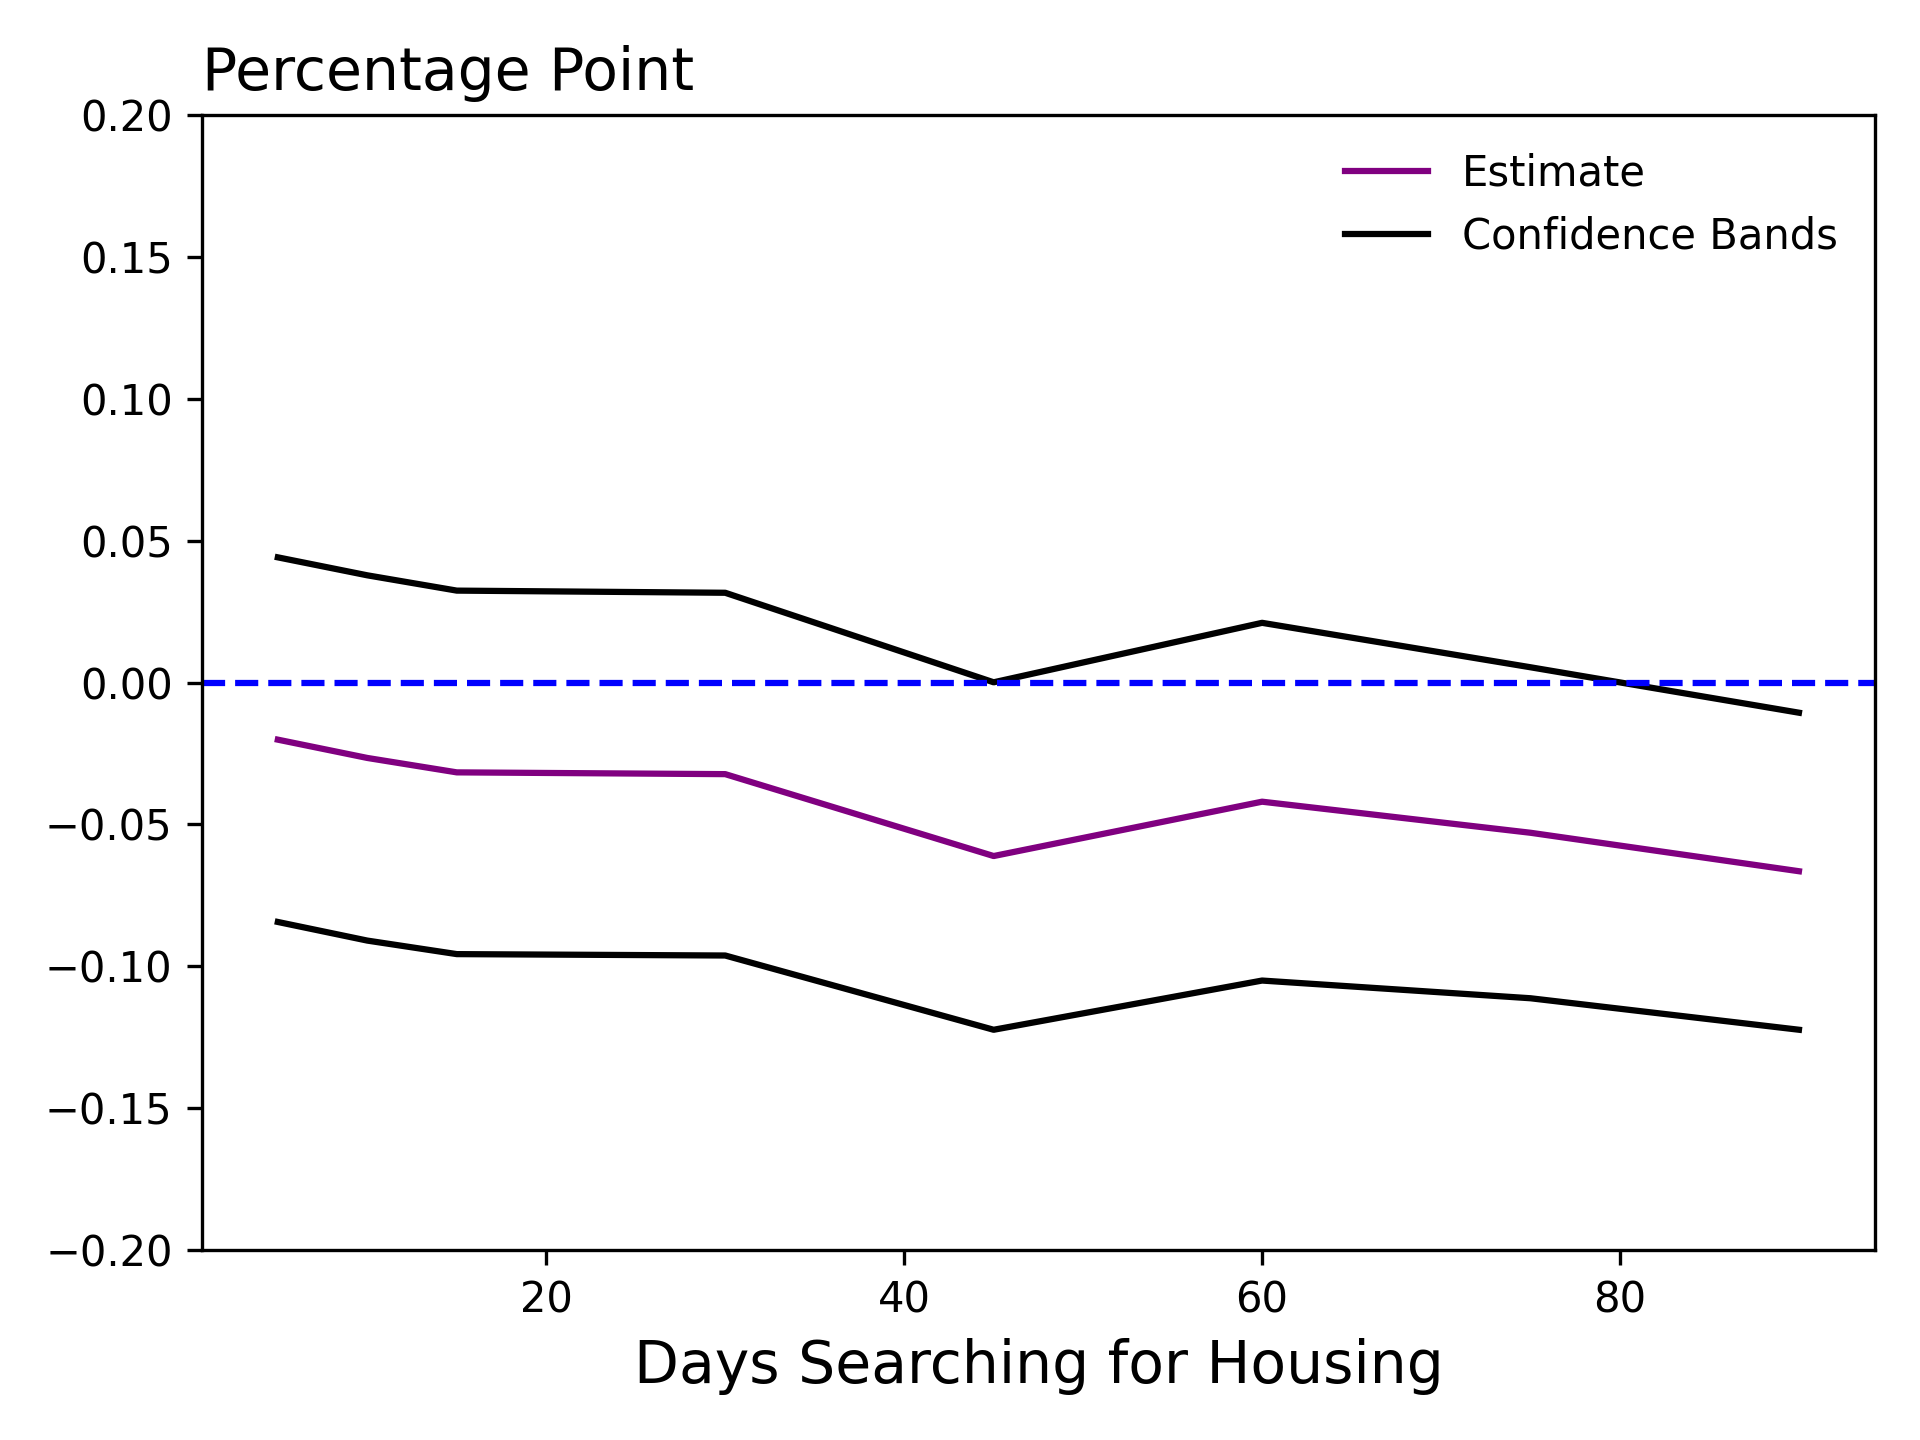 Percentage Point
0.20
0.15
0.10
0.05
0.00
−0.05
−0.10
−0.15
−0.20
Estimate
Confidence Bands
20 40 60 80
Days Searching for Housing